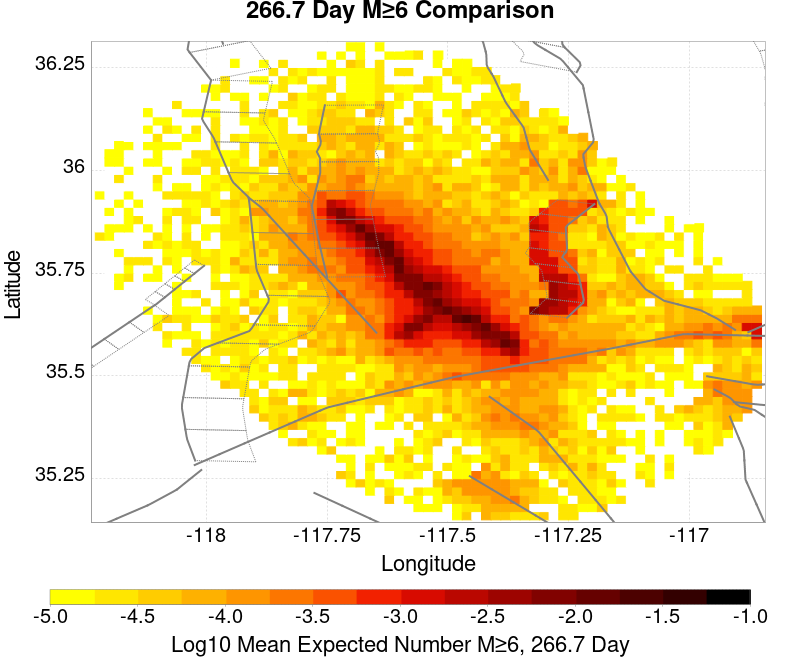 266.7 Day M≥6 Comparison
36.25
36
35.75
35.5
35.25
Latitude
-118 -117.75 -117.5 -117.25 -117
Longitude
-5.0 -4.5 -4.0 -3.5 -3.0 -2.5 -2.0 -1.5 -1.0
Log10 Mean Expected Number M≥6, 266.7 Day